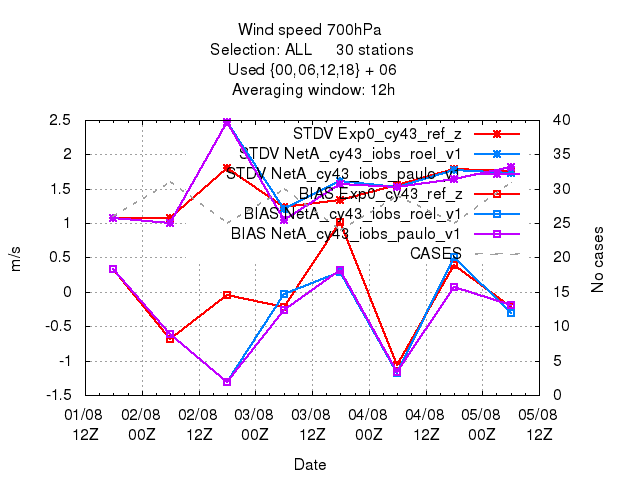 Wind speed 700hPa
Selection: ALL 30 stations
Used {00,06,12,18} + 06
Averaging window: 12h
2.5
2
1.5
1
0.5
0
-0.5
-1
-1.5
m/s
40
35
30
25
20
15
10
5
0
No cases
STDV Exp0_cy43_ref_z
STDV NetA_cy43_iobs_roel_v1
STDV NetA_cy43_iobs_paulo_v1
BIAS Exp0_cy43_ref_z
BIAS NetA_cy43_iobs_roel_v1
BIAS NetA_cy43_iobs_paulo_v1
CASES
01/08 02/08 02/08 03/08 03/08 04/08 04/08 05/08 05/08
12Z 00Z 12Z 00Z 12Z 00Z 12Z 00Z 12Z
Date